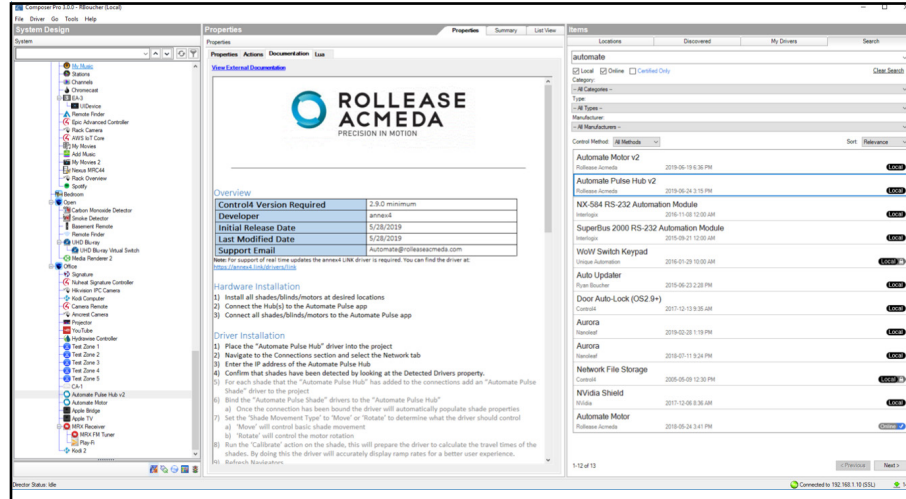 Composer Pro 3.0.0 - RBoucher (Local)
File Driver Go Tools Help
System Design
System
My Music
Stations
Channels
Chromecast
EA-3
UIDevice
Remote Finder
Epic Advanced Controller
Rack Camera
AWS IoT Core
My Movies
Add Music
My Movies 2
Nexus MRC44
Rack Overview
Spotify
Bedroom
Open
Carbon Monoxide Detector
Smoke Detector
Basement Remote
Remote Finder
UHD Blu-ray
UHD Blu-ray Virtual Switch
Media Renderer 2
Office
Signature
Nuheat Signature Controller
Hikvision IPC Camera
Kodi Computer
Camera Remote
Amcrest Camera
Projector
YouTube
Hydrawise Controller
Test Zone 1
Test Zone 2
Test Zone 3
Test Zone 4
Test Zone 5
CA-1
Automate Pulse Hub v2
Automate Motor
Apple Bridge
Apple TV
MRX Receiver
MRX FM Tuner
Play-Fi
Kodi 2
Director Status: Idle
Properties
Properties Summary List View
Properties
Properties Actions Documentation Lua
View External Documentation
ROLLEASE
ACMEDA
PRECISION IN MOTION
Overview
Control4 Version Required 2.9.0 minimum
Developer annex4
Initial Release Date 5/28/2019
Last Modified Date 5/28/2019
Support Email Automate@rolleaseacmeda.com
Note: For support of real time updates the annex4 LINK driver is required. You can find the driver at:
https://annex4.link/drivers/link
Hardware Installation
1) Install all shades/blinds/motors at desired locations
2) Connect the Hub(s) to the Automate Pulse app
3) Connect all shades/blinds/motors to the Automate Pulse app
Driver Installation
1) Place the "Automate Pulse Hub" driver into the project
2) Navigate to the Connections section and select the Network tab
3) Enter the IP address of the Automate Pulse Hub
4) Confirm that shades have been detected by looking at the Detected Drivers property.
5) For each shade that the "Automate Pulse Hub" has added to the connections add an "Automate Pulse
Shade" driver to the project
6) Bind the "Automate Pulse Shade" drivers to the "Automate Pulse Hub"
a) Once the connection has been bound the driver will automatically populate shade properties
7) Set the 'Shade Movement Type' to 'Move' or 'Rotate' to determine what the driver should control
a) 'Move' will control basic shade movement
b) 'Rotate' will control the motor rotation
8) Run the 'Calibrate' action on the shade, this will prepare the driver to calculate the travel times of the
shades. By doing this the driver will accurately display ramp rates for a better user experience.
9) Refresh Navigators
Items
Locations Discovered My Drivers Search
automate
Local Online Certified Only Clear Search
Category:
-- All Categories --
Type:
-- All Types --
Manufacturer:
-- All Manufacturers --
Control Method: All Methods Sort: Relevance
Automate Motor v2
Rollease Acmeda 2019-06-19 6:36 PM Local
Automate Pulse Hub v2
Rollease Acmeda 2019-06-24 3:15 PM Local
NX-584 RS-232 Automation Module
Interlogix 2016-11-08 12:00 AM Local
SuperBus 2000 RS-232 Automation Module
Interlogix 2015-09-21 12:00 AM Local
WoW Switch Keypad
Unique Automation 2016-01-29 10:00 AM Local
Auto Updater
Ryan Boucher 2015-06-23 2:28 PM Local
Door Auto-Lock (OS2.9+)
Control4 2017-12-13 9:35 AM Local
Aurora
Nanoleaf 2019-02-28 1:19 PM Local
Aurora
Nanoleaf 2018-07-11 9:24 PM Local
Network File Storage
Control4 2005-05-09 12:30 PM Local
NVidia Shield
NVidia 2017-12-06 8:36 AM Local
Automate Motor
Rollease Acmeda 2018-05-24 3:41 PM Online
1-12 of 13 < Previous Next >
Connected to 192.168.1.10 (SSL)